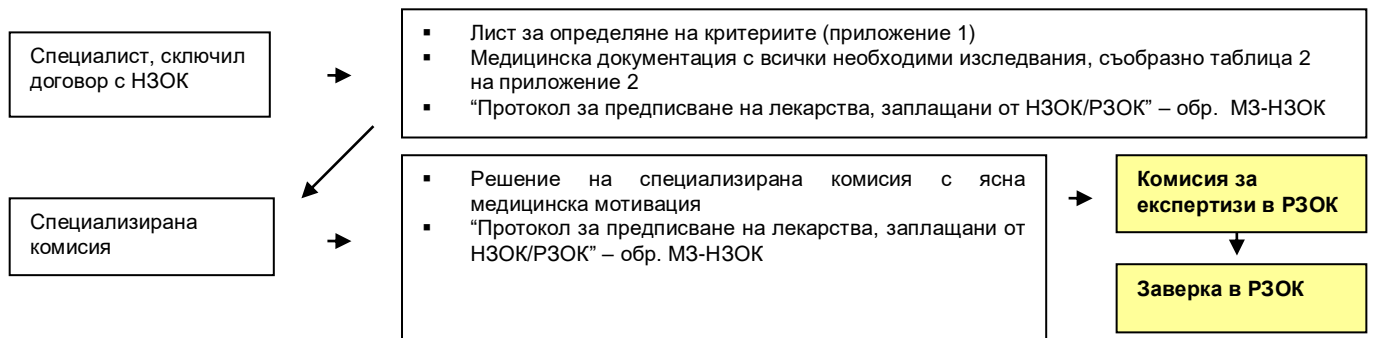 Специалист, сключил
договор с НЗОК
▪ Лист за определяне на критериите (приложение 1)
▪ Медицинска документация с всички необходими изследвания, съобразно таблица 2
на приложение 2
▪ “Протокол за предписване на лекарства, заплащани от НЗОК/РЗОК” – обр. МЗ-НЗОК
Специализирана
комисия
▪ Решение на специализирана комисия с ясна
медицинска мотивация
▪ “Протокол за предписване на лекарства, заплащани от
НЗОК/РЗОК” – обр. МЗ-НЗОК
Комисия за
експертизи в РЗОК
Заверка в РЗОК